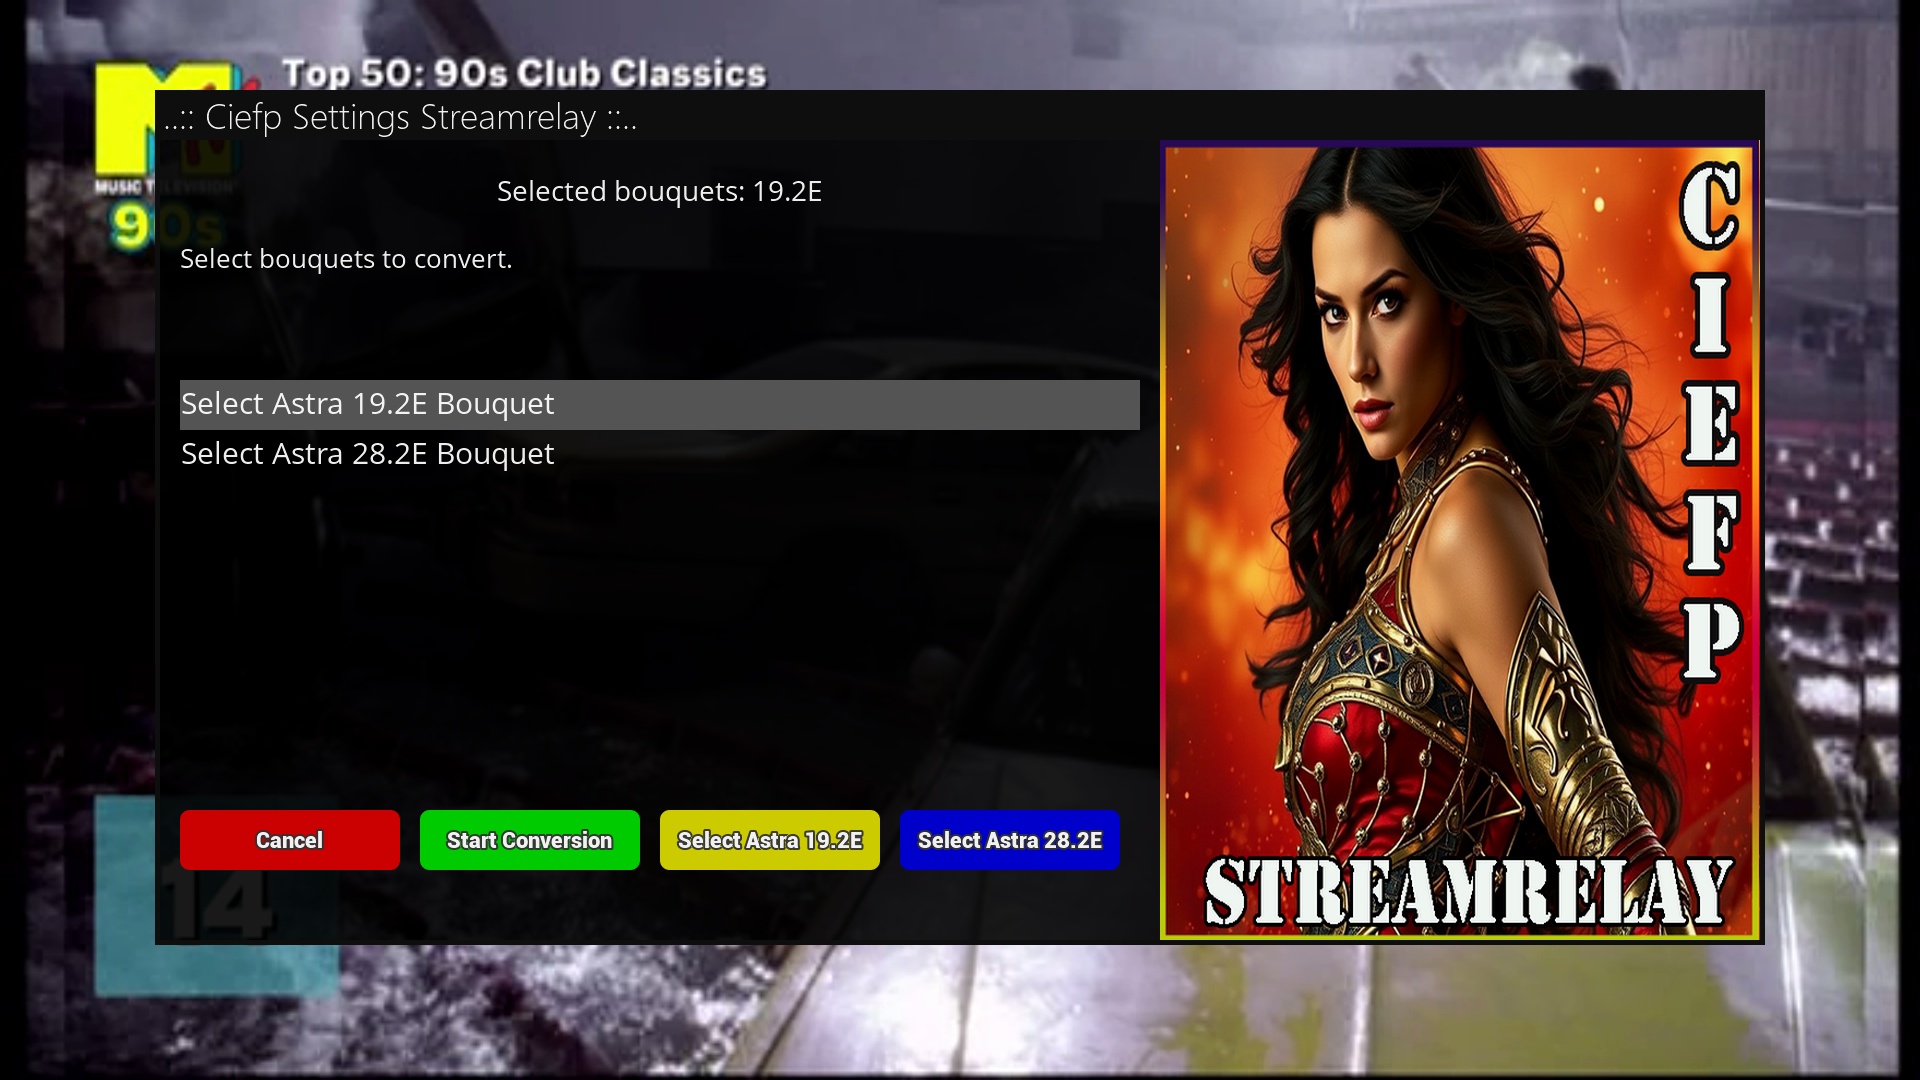 Top 50: 90s Club Classics
MUSIC T
90s
..:: Ciefp Settings Streamrelay ::..
Selected bouquets: 19.2E
Select bouquets to convert.
Select Astra 19.2E Bouquet
Select Astra 28.2E Bouquet
Cancel
Start Conversion
Select Astra 19.2E
Select Astra 28.2E
14
CIEFP
STREAMRELAY